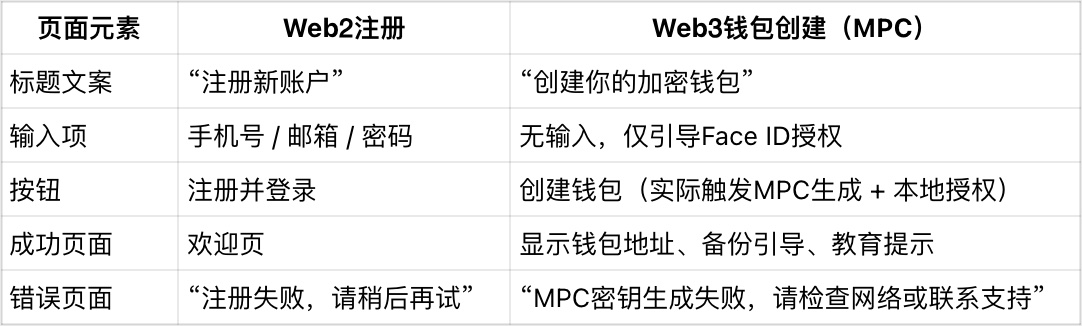 页面元素 Web2注册 Web3钱包创建（MPC）
标题文案 “注册新账户” “创建你的加密钱包”
输入项 手机号 / 邮箱 / 密码 无输入，仅引导Face ID授权
按钮 注册并登录 创建钱包（实际触发MPC生成 + 本地授权）
成功页面 欢迎页 显示钱包地址、备份引导、教育提示
错误页面 “注册失败，请稍后再试” “MPC密钥生成失败，请检查网络或联系支持”